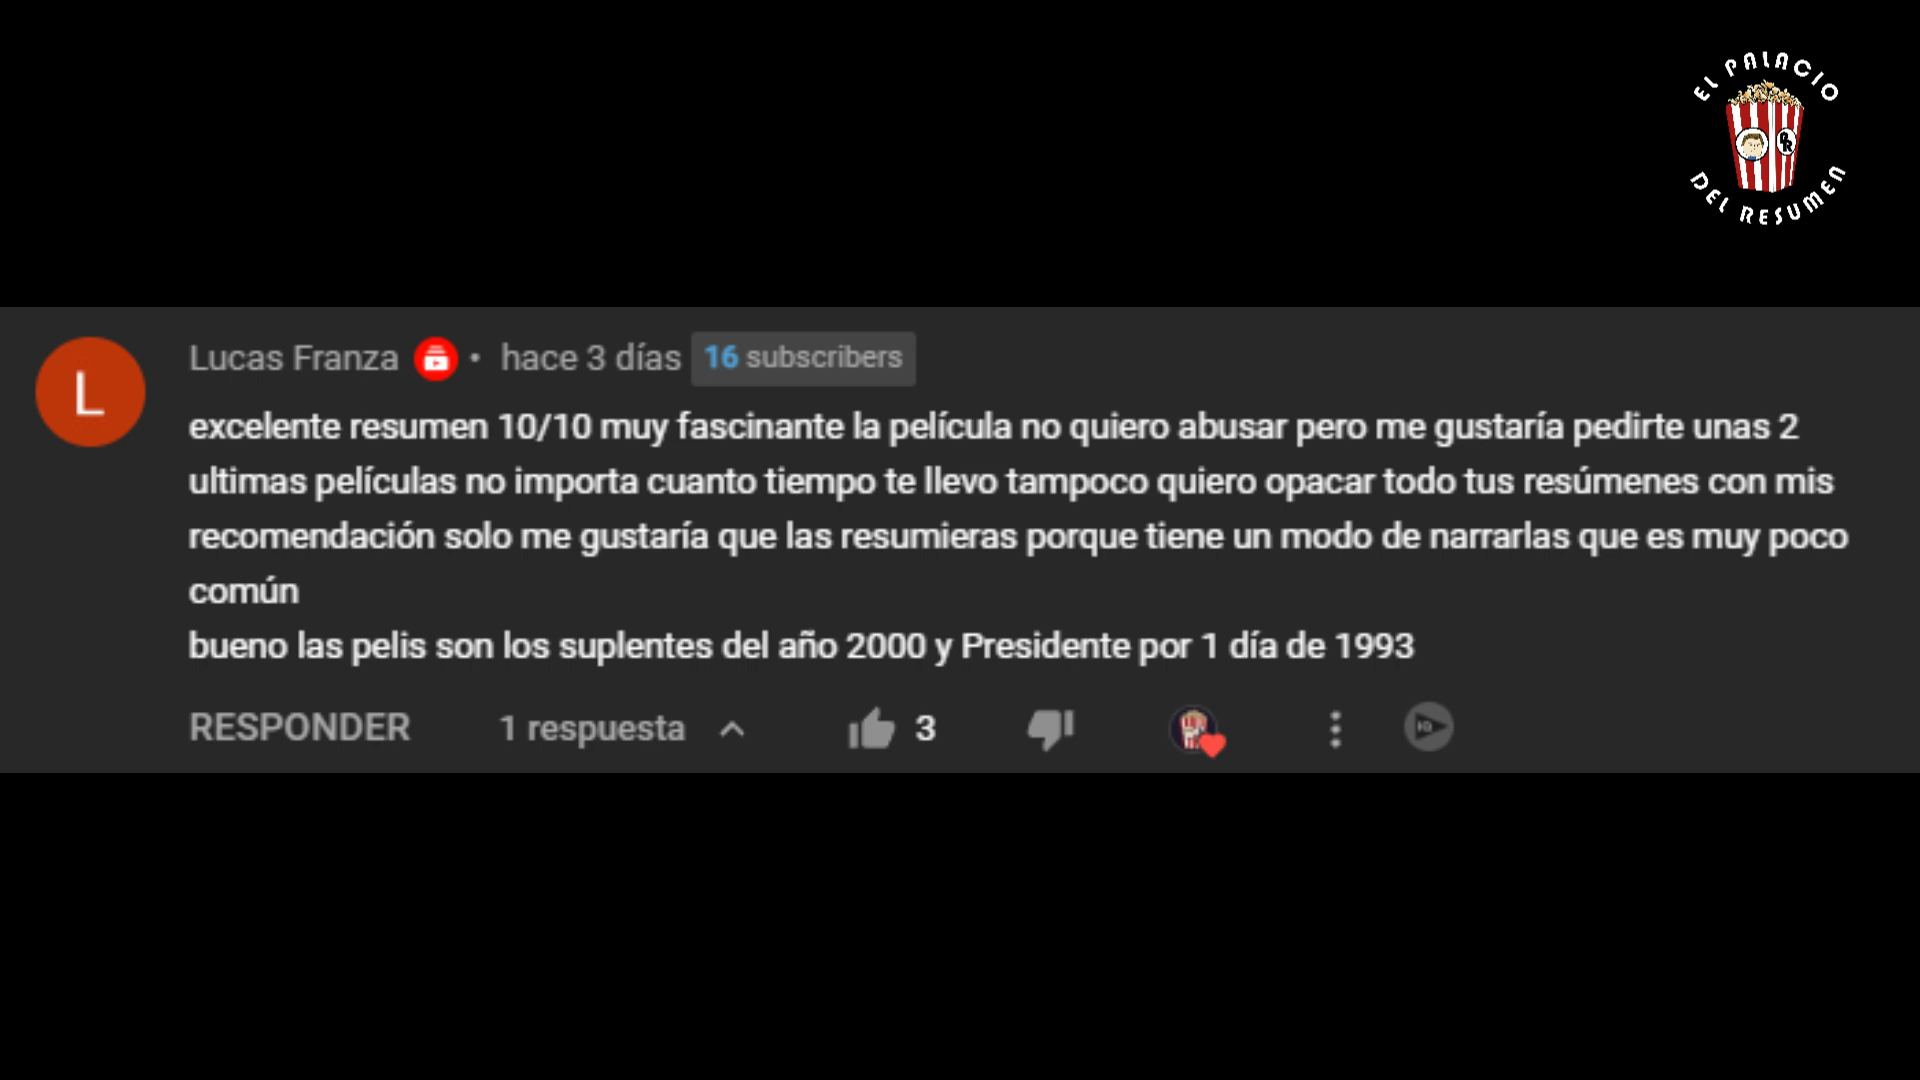 EL PALACIO
DEL RESUMEN
Lucas Franza • hace 3 días 16 subscribers
L
excelente resumen 10/10 muy fascinante la película no quiero abusar pero me gustaría pedirte unas 2
ultimas películas no importa cuanto tiempo te llevo tampoco quiero opacar todo tus resúmenes con mis
recomendación solo me gustaría que las resumieras porque tiene un modo de narrarlas que es muy poco
común
bueno las pelis son los suplentes del año 2000 y Presidente por 1 día de 1993
RESPONDER 1 respuesta 3